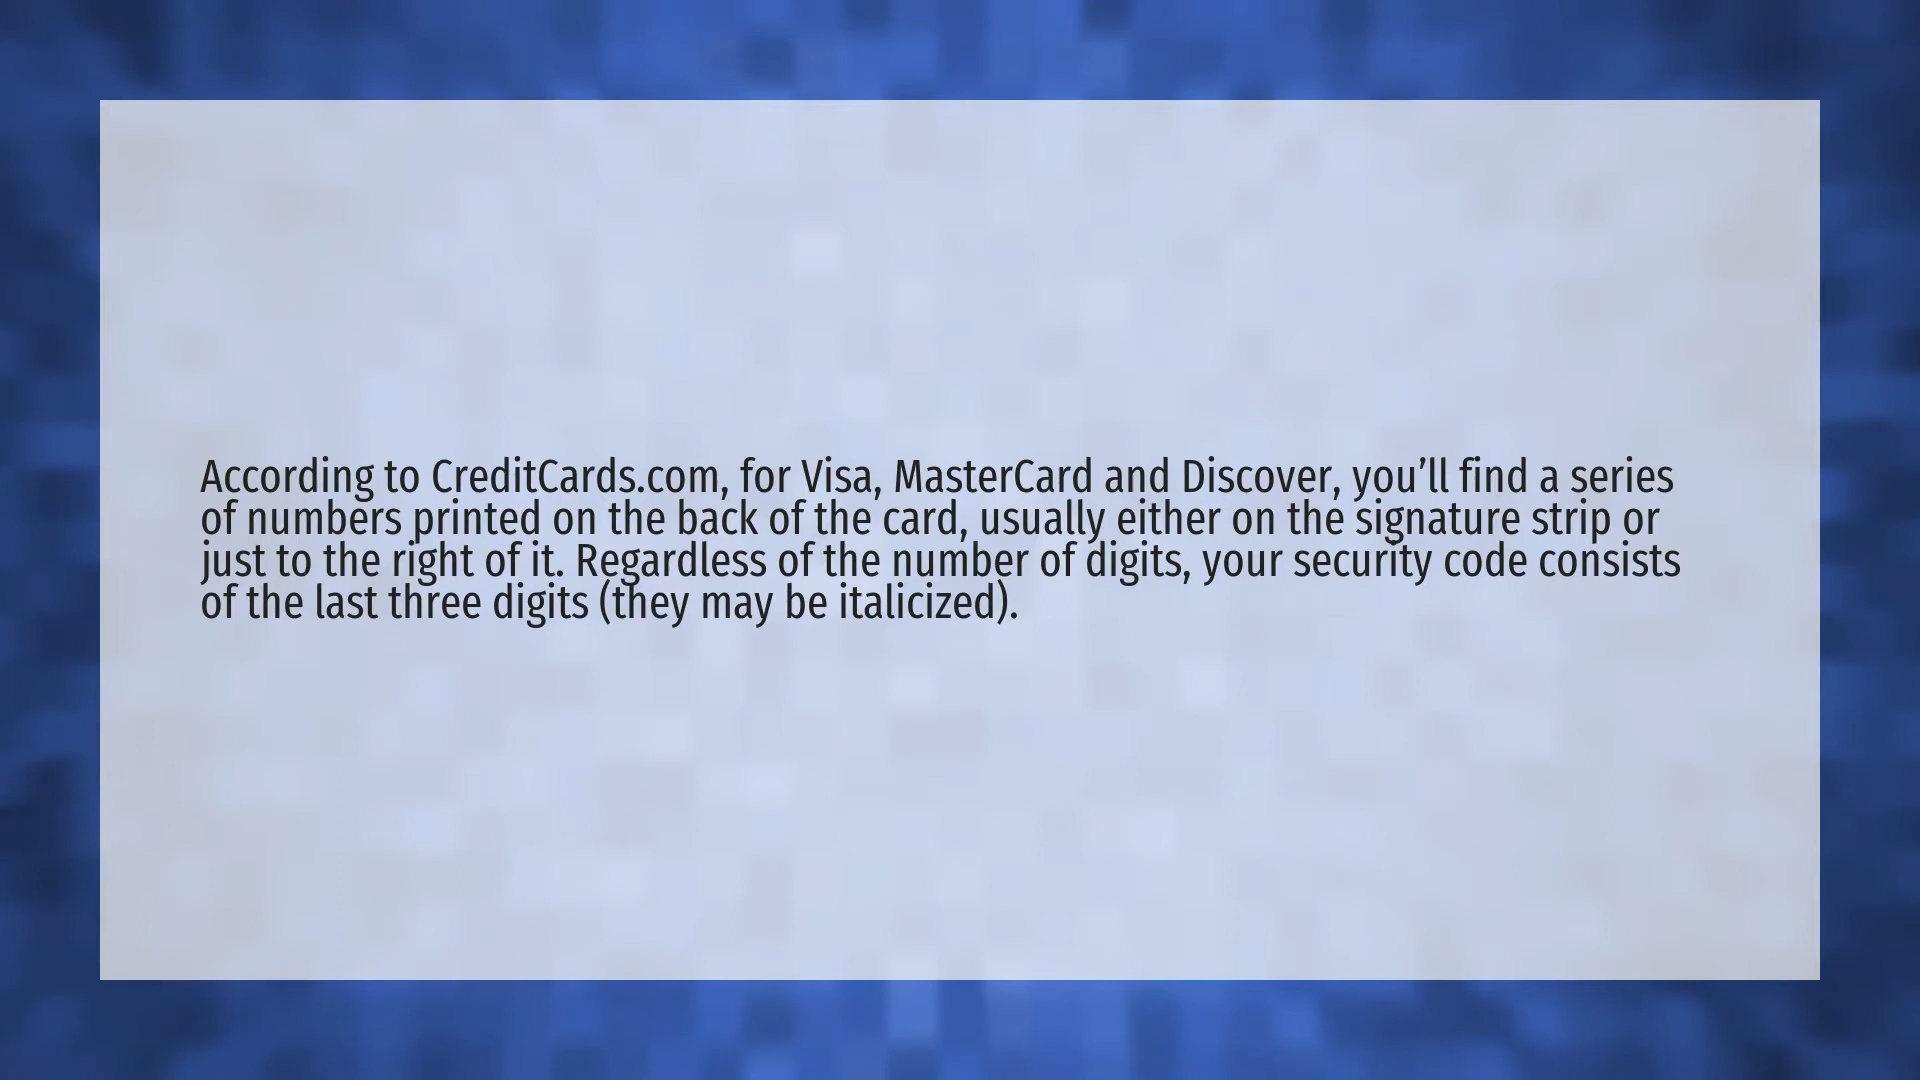 According to CreditCards.com, for Visa, MasterCard and Discover, you’ll find a series
of numbers printed on the back of the card, usually either on the signature strip or
just to the right of it. Regardless of the number of digits, your security code consists
of the last three digits (they may be italicized).